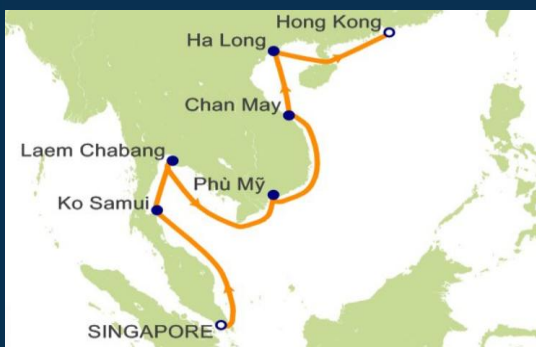 Hong Kong
Ha Long
Chan May
Laem Chabang
Phù Mỹ
Ko Samui
SINGAPORE